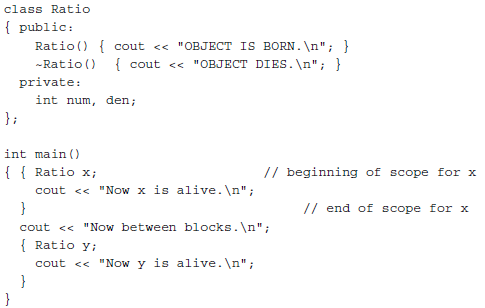 class Ratio
{ public:
    Ratio() { cout << "OBJECT IS BORN.\n"; }
    ~Ratio()  { cout << "OBJECT DIES.\n"; }
  private:
    int num, den;
};

int main()
{ { Ratio x;                     // beginning of scope for x
    cout << "Now x is alive.\n";
  }                                   // end of scope for x
  cout << "Now between blocks.\n";
  { Ratio y;
    cout << "Now y is alive.\n";
  }
}